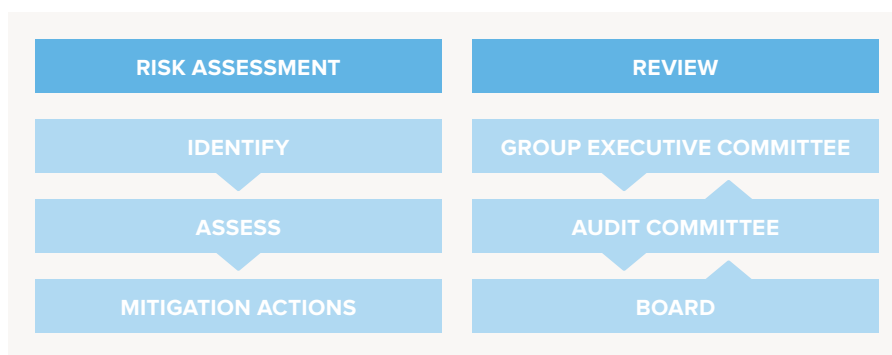 RISK ASSESSMENT
IDENTIFY
ASSESS
MITIGATION ACTIONS
REVIEW
GROUP EXECUTIVE COMMITTEE
AUDIT COMMITTEE
BOARD